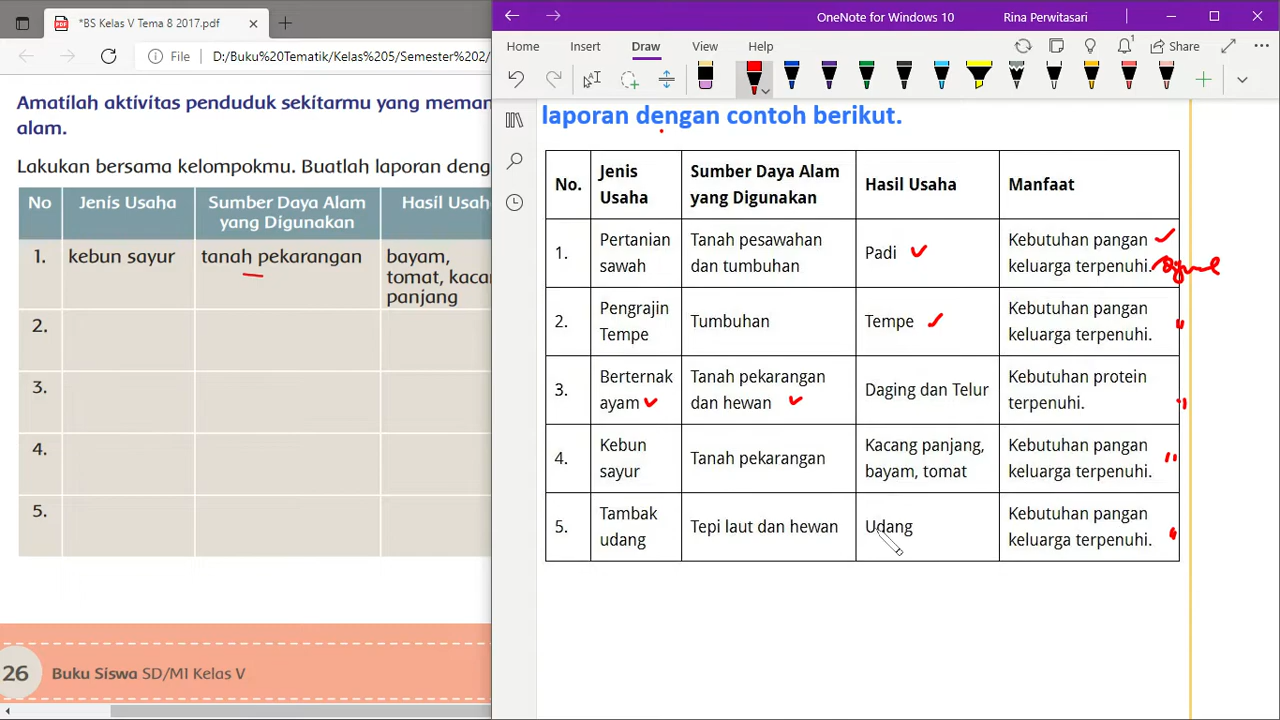 *BS Kelas V Tema 8 2017.pdf
OneNote for Windows 10
Rina Perwitasari
File
D:/Buku%20Tematik/Kelas%205/Semester%202/
Home
Insert
Draw
View
Help
Share
Amatilah aktivitas penduduk sekitarmu yang meman
alam.
Lakukan bersama kelompokmu. Buatlah laporan deng
No
Jenis Usaha
Sumber Daya Alam
yang Digunakan
Hasil Usah
1.
kebun sayur
tanah pekarangan
bayam,
tomat, kacan
panjang
2.
3.
4.
5.
26
Buku Siswa SD/MI Kelas V
laporan dengan contoh berikut.
No.
Jenis
Usaha
Sumber Daya Alam
yang Digunakan
Hasil Usaha
Manfaat
1.
Pertanian
sawah
Tanah pesawahan
dan tumbuhan
Padi
Kebutuhan pangan
keluarga terpenuhi.
2.
Pengrajin
Tempe
Tumbuhan
Tempe
Kebutuhan pangan
keluarga terpenuhi.
3.
Berternak
ayam
Tanah pekarangan
dan hewan
Daging dan Telur
Kebutuhan protein
terpenuhi.
4.
Kebun
sayur
Tanah pekarangan
Kacang panjang,
bayam, tomat
Kebutuhan pangan
keluarga terpenuhi.
5.
Tambak
udang
Tepi laut dan hewan
Udang
Kebutuhan pangan
keluarga terpenuhi.